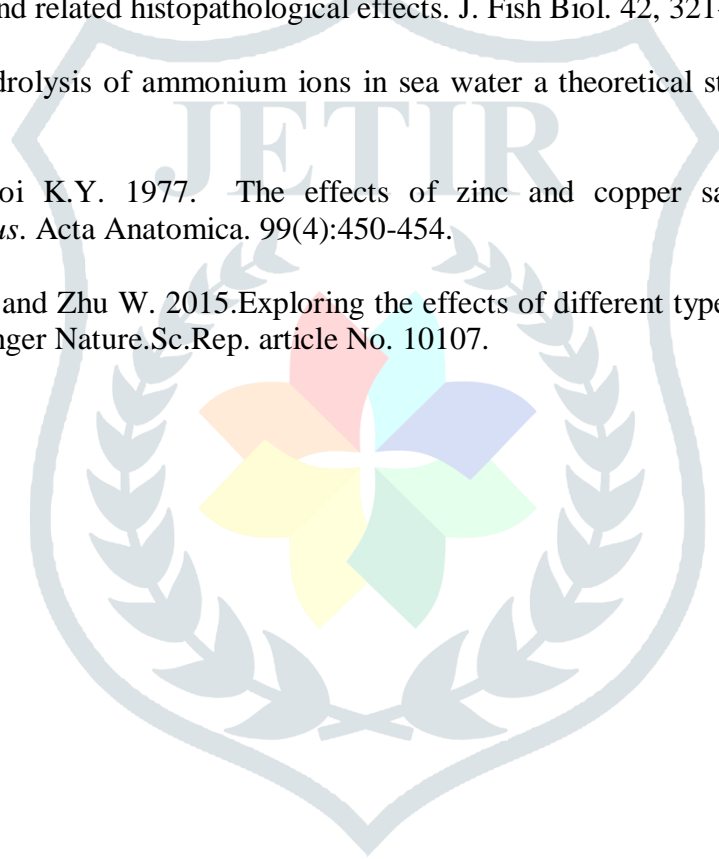 nd related histopathological effects. J. Fish Biol. 42, 321-
drolysis of ammonium ions in sea water a theoretical st
JETIR
oi K.Y. 1977. The effects of zinc and copper sa
us. Acta Anatomica. 99(4):450-454.
and Zhu W. 2015.Exploring the effects of different type
nger Nature.Sc.Rep. article No. 10107.